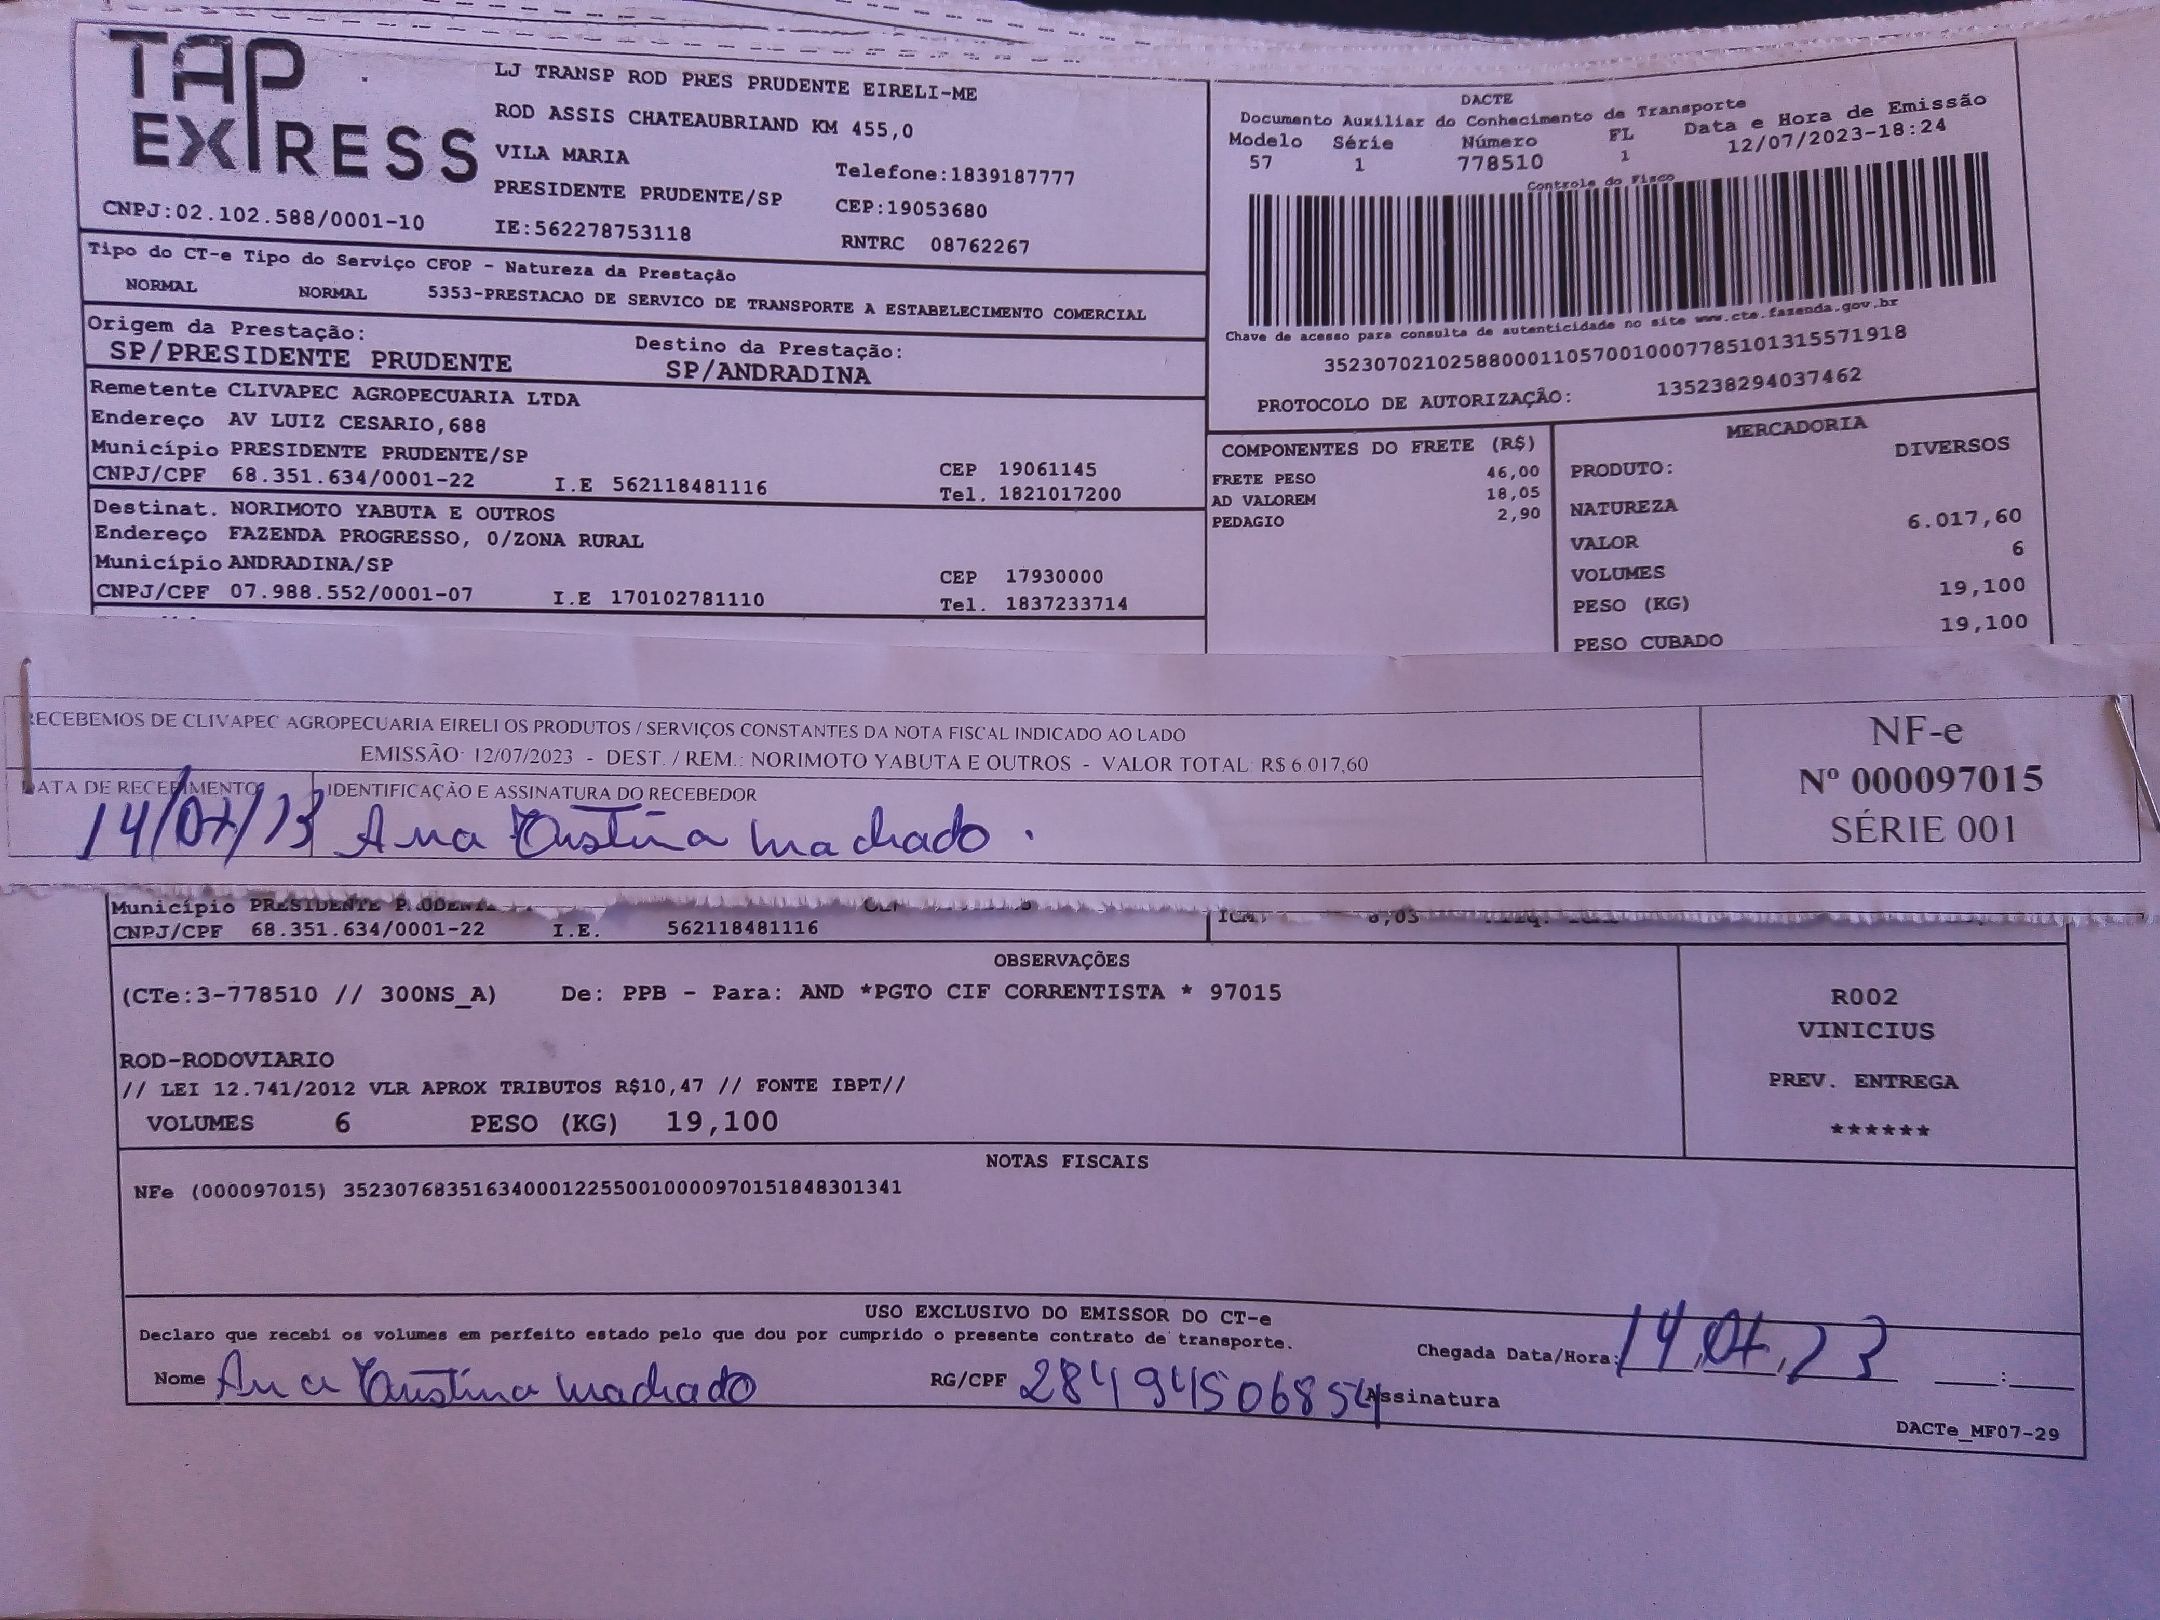 TAP EXPRESS
LJ TRANSP ROD PRES PRUDENTE EIRELI-ME
ROD ASSIS CHATEAUBRIAND KM 455,0
VILA MARIA
Telefone:1839187777
PRESIDENTE PRUDENTE/SP
CEP:19053680
CNPJ:02.102.588/0001-10
IE:562278753118
RNTRC 08762267
Tipo do CT-e Tipo do Serviço CFOP - Natureza da Prestação
NORMAL NORMAL 5353-PRESTACAO DE SERVICO DE TRANSPORTE A ESTABELECIMENTO COMERCIAL
Origem da Prestação: Destino da Prestação:
SP/PRESIDENTE PRUDENTE SP/ANDRADINA
Remetente CLIVAPEC AGROPECUARIA LTDA
Endereço AV LUIZ CESARIO,688
Município PRESIDENTE PRUDENTE/SP CEP 19061145
CNPJ/CPF 68.351.634/0001-22 I.E 562118481116 Tel. 1821017200
Destinat. NORIMOTO YABUTA E OUTROS
Endereço FAZENDA PROGRESSO, 0/ZONA RURAL
Município ANDRADINA/SP CEP 17930000
CNPJ/CPF 07.988.552/0001-07 I.E 170102781110 Tel. 1837233714
DACTE
Documento Auxiliar do Conhecimento de Transporte
Modelo Série Número FL Data e Hora de Emissão
57 1 778510 1 12/07/2023-18:24
Controle do Fisco
Chave de acesso para consulta de autenticidade no site www.cte.fazenda.gov.br
35230702102588000110570010007785101315571918
PROTOCOLO DE AUTORIZAÇÃO: 135238294037462
COMPONENTES DO FRETE (R$)
FRETE PESO 46,00
AD VALOREM 18,05
PEDAGIO 2,90
MERCADORIA
PRODUTO: DIVERSOS
NATUREZA
VALOR 6.017,60
VOLUMES 6
PESO (KG) 19,100
PESO CUBADO 19,100
RECEBEMOS DE CLIVAPEC AGROPECUARIA EIRELI OS PRODUTOS / SERVIÇOS CONSTANTES DA NOTA FISCAL INDICADO AO LADO
EMISSÃO: 12/07/2023 - DEST. / REM.: NORIMOTO YABUTA E OUTROS - VALOR TOTAL: R$ 6.017,60
DATA DE RECEBIMENTO IDENTIFICAÇÃO E ASSINATURA DO RECEBEDOR
14/07/23 Ana Cristina Machado.
NF-e
Nº 000097015
SÉRIE 001
Município PRESIDENTE PRUDENTE
CNPJ/CPF 68.351.634/0001-22 I.E. 562118481116
OBSERVAÇÕES
(CTe:3-778510 // 300NS_A) De: PPB - Para: AND *PGTO CIF CORRENTISTA * 97015
ROD-RODOVIARIO
// LEI 12.741/2012 VLR APROX TRIBUTOS R$10,47 // FONTE IBPT//
VOLUMES 6 PESO (KG) 19,100
R002
VINICIUS
PREV. ENTREGA
******
NOTAS FISCAIS
NFe (000097015) 35230768351634000122550010000970151848301341
USO EXCLUSIVO DO EMISSOR DO CT-e
Declaro que recebi os volumes em perfeito estado pelo que dou por cumprido o presente contrato de transporte.
Chegada Data/Hora: 14,07,23 :
Nome Ana Cristina Machado RG/CPF 28494506854 Assinatura
DACTe_MF07-29